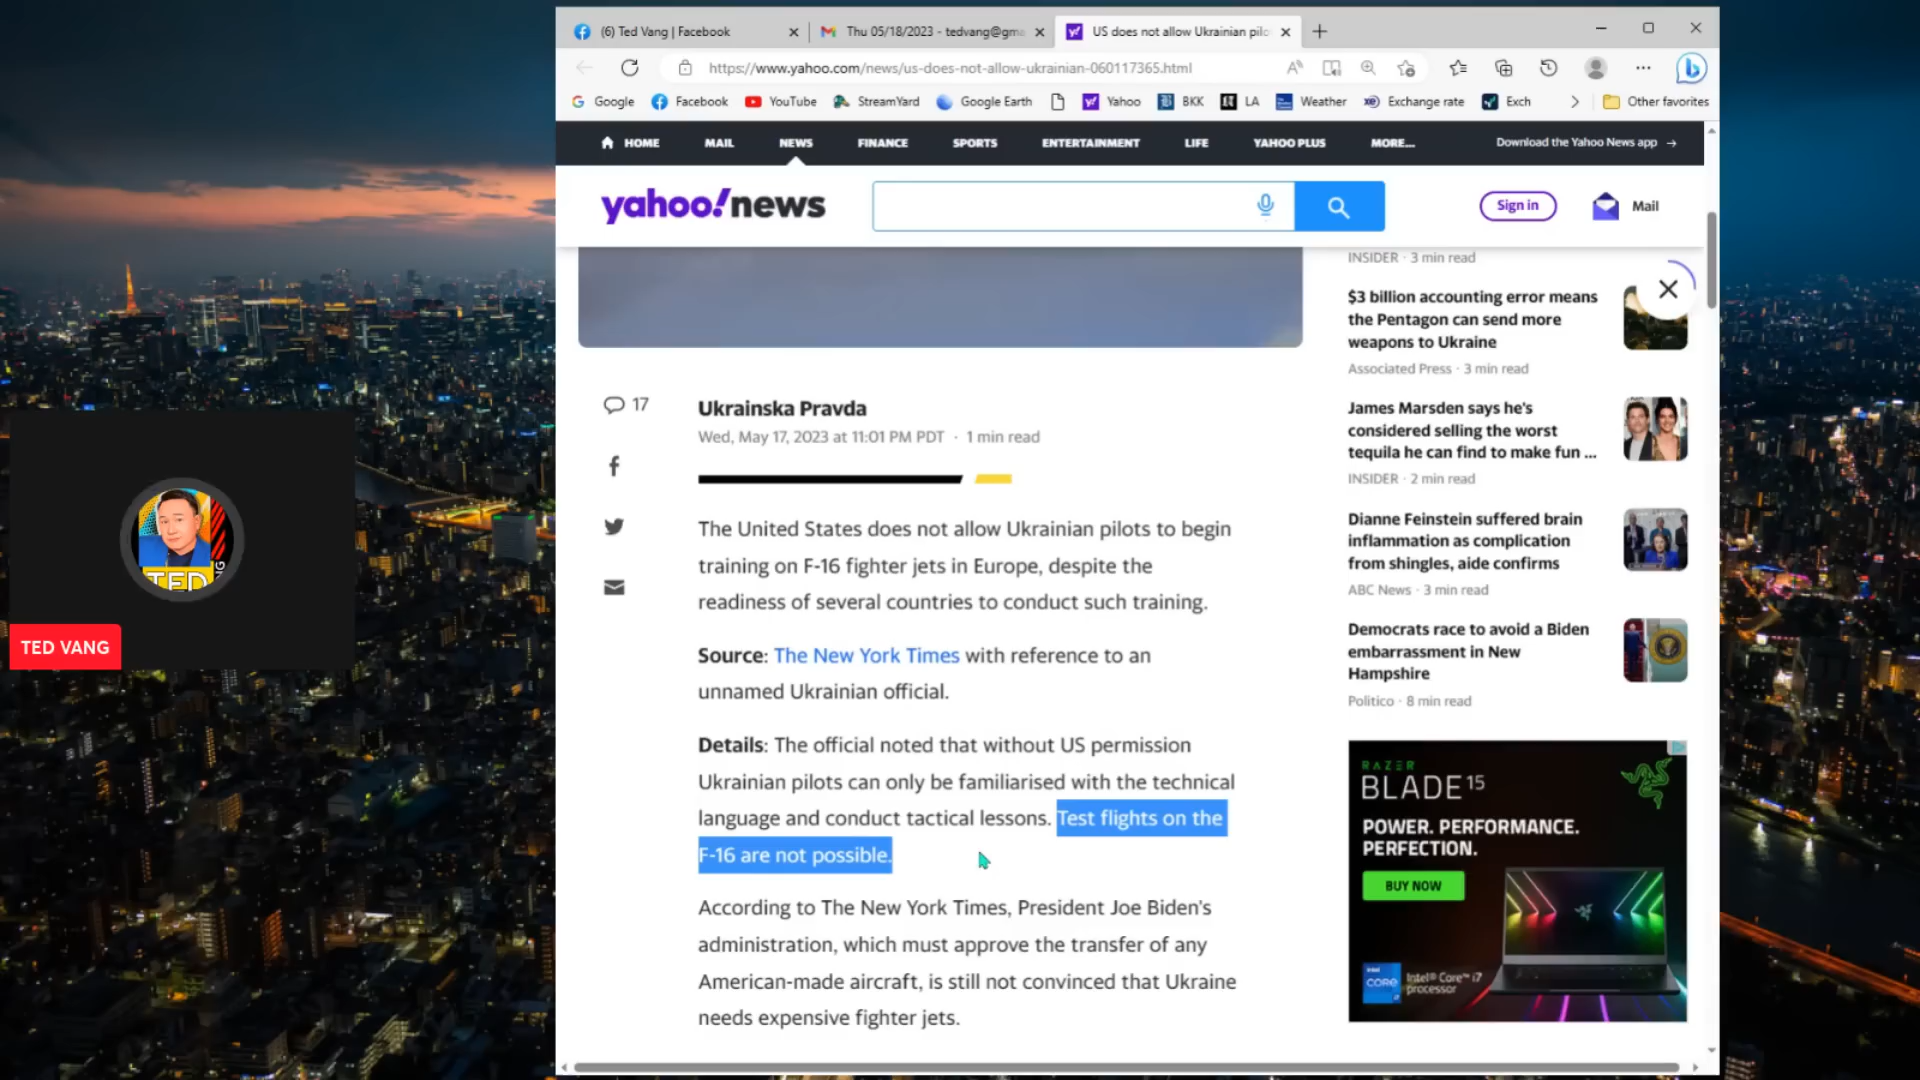 (6) Ted Vang | Facebook
Thu 05/18/2023 - tedvang@gma
US does not allow Ukrainian pilo
https://www.yahoo.com/news/us-does-not-allow-ukrainian-060117365.html
Google
Facebook
YouTube
StreamYard
Google Earth
Yahoo
BKK
LA
Weather
Exchange rate
Exch
Other favorites
HOME
MAIL
NEWS
FINANCE
SPORTS
ENTERTAINMENT
LIFE
YAHOO PLUS
MORE...
Download the Yahoo News app →
yahoo!news
Sign in
Mail
17
Ukrainska Pravda
Wed, May 17, 2023 at 11:01 PM PDT · 1 min read
The United States does not allow Ukrainian pilots to begin
training on F-16 fighter jets in Europe, despite the
readiness of several countries to conduct such training.
Source: The New York Times with reference to an
unnamed Ukrainian official.
Details: The official noted that without US permission
Ukrainian pilots can only be familiarised with the technical
language and conduct tactical lessons. Test flights on the
F-16 are not possible.
According to The New York Times, President Joe Biden's
administration, which must approve the transfer of any
American-made aircraft, is still not convinced that Ukraine
needs expensive fighter jets.
INSIDER · 3 min read
$3 billion accounting error means
the Pentagon can send more
weapons to Ukraine
Associated Press · 3 min read
James Marsden says he's
considered selling the worst
tequila he can find to make fun ...
INSIDER · 2 min read
Dianne Feinstein suffered brain
inflammation as complication
from shingles, aide confirms
ABC News · 3 min read
Democrats race to avoid a Biden
embarrassment in New
Hampshire
Politico · 8 min read
RAZER
BLADE 15
POWER. PERFORMANCE.
PERFECTION.
BUY NOW
intel
CORE
i7
Intel® Core™ i7
processor
TED
TED VANG